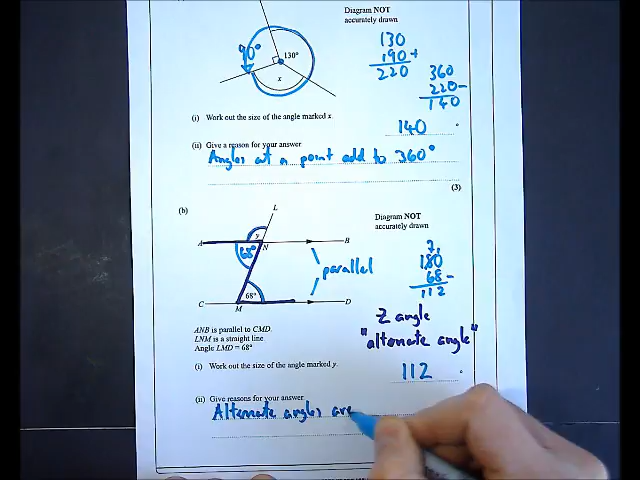 Diagram NOT
accurately drawn
90°
130°
x
130
190 +
220
360
220 -
140
(i) Work out the size of the angle marked x.
140 °
(ii) Give a reason for your answer
Angles at a point add to 360°
(3)
(b)
L
Diagram NOT
accurately drawn
y
A
N
B
68°
parallel
7 1
180
68 -
112
C
M
68°
D
Z angle
"alternate angle"
ANB is parallel to CMD.
LNM is a straight line
Angle LMD = 68°
(i) Work out the size of the angle marked y.
112 °
(ii) Give reasons for your answer
Alternate angles are